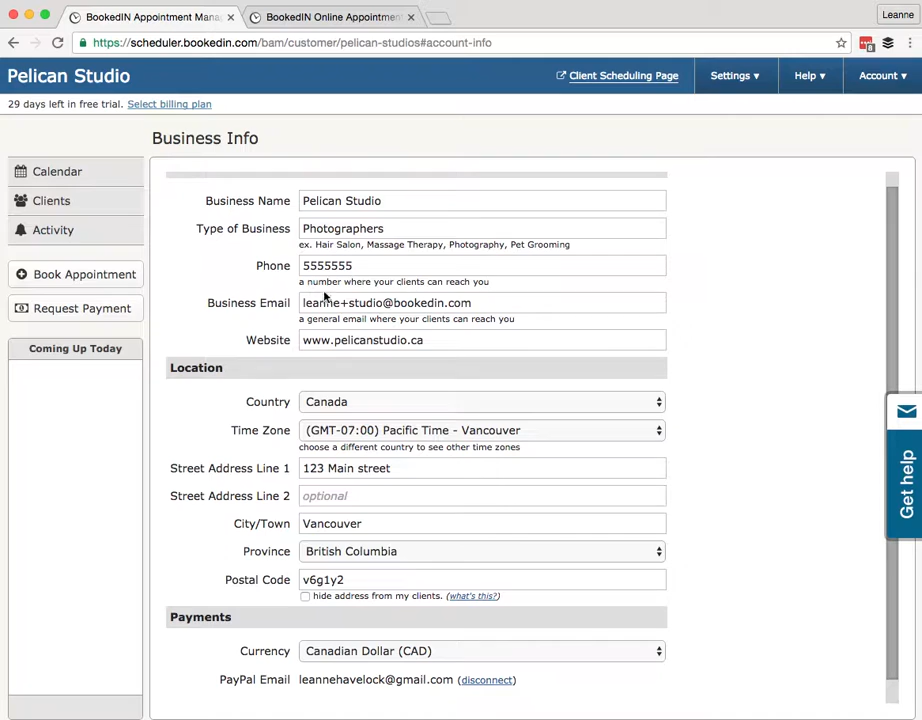 BookedIN Appointment Mana
BookedIN Online Appointment
Leanne
https://scheduler.bookedin.com/bam/customer/pelican-studios#account-info
8
Pelican Studio
Client Scheduling Page
Settings ▾
Help ▾
Account ▾
29 days left in free trial. Select billing plan
Business Info
Calendar
Clients
Activity
Book Appointment
Request Payment
Coming Up Today
Business Name Pelican Studio
Type of Business Photographers
ex. Hair Salon, Massage Therapy, Photography, Pet Grooming
Phone 5555555
a number where your clients can reach you
Business Email leanne+studio@bookedin.com
a general email where your clients can reach you
Website www.pelicanstudio.ca
Location
Country Canada
Time Zone (GMT-07:00) Pacific Time - Vancouver
choose a different country to see other time zones
Street Address Line 1 123 Main street
Street Address Line 2 optional
City/Town Vancouver
Province British Columbia
Postal Code v6g1y2
hide address from my clients. (what's this?)
Payments
Currency Canadian Dollar (CAD)
PayPal Email leannehavelock@gmail.com (disconnect)
Get help